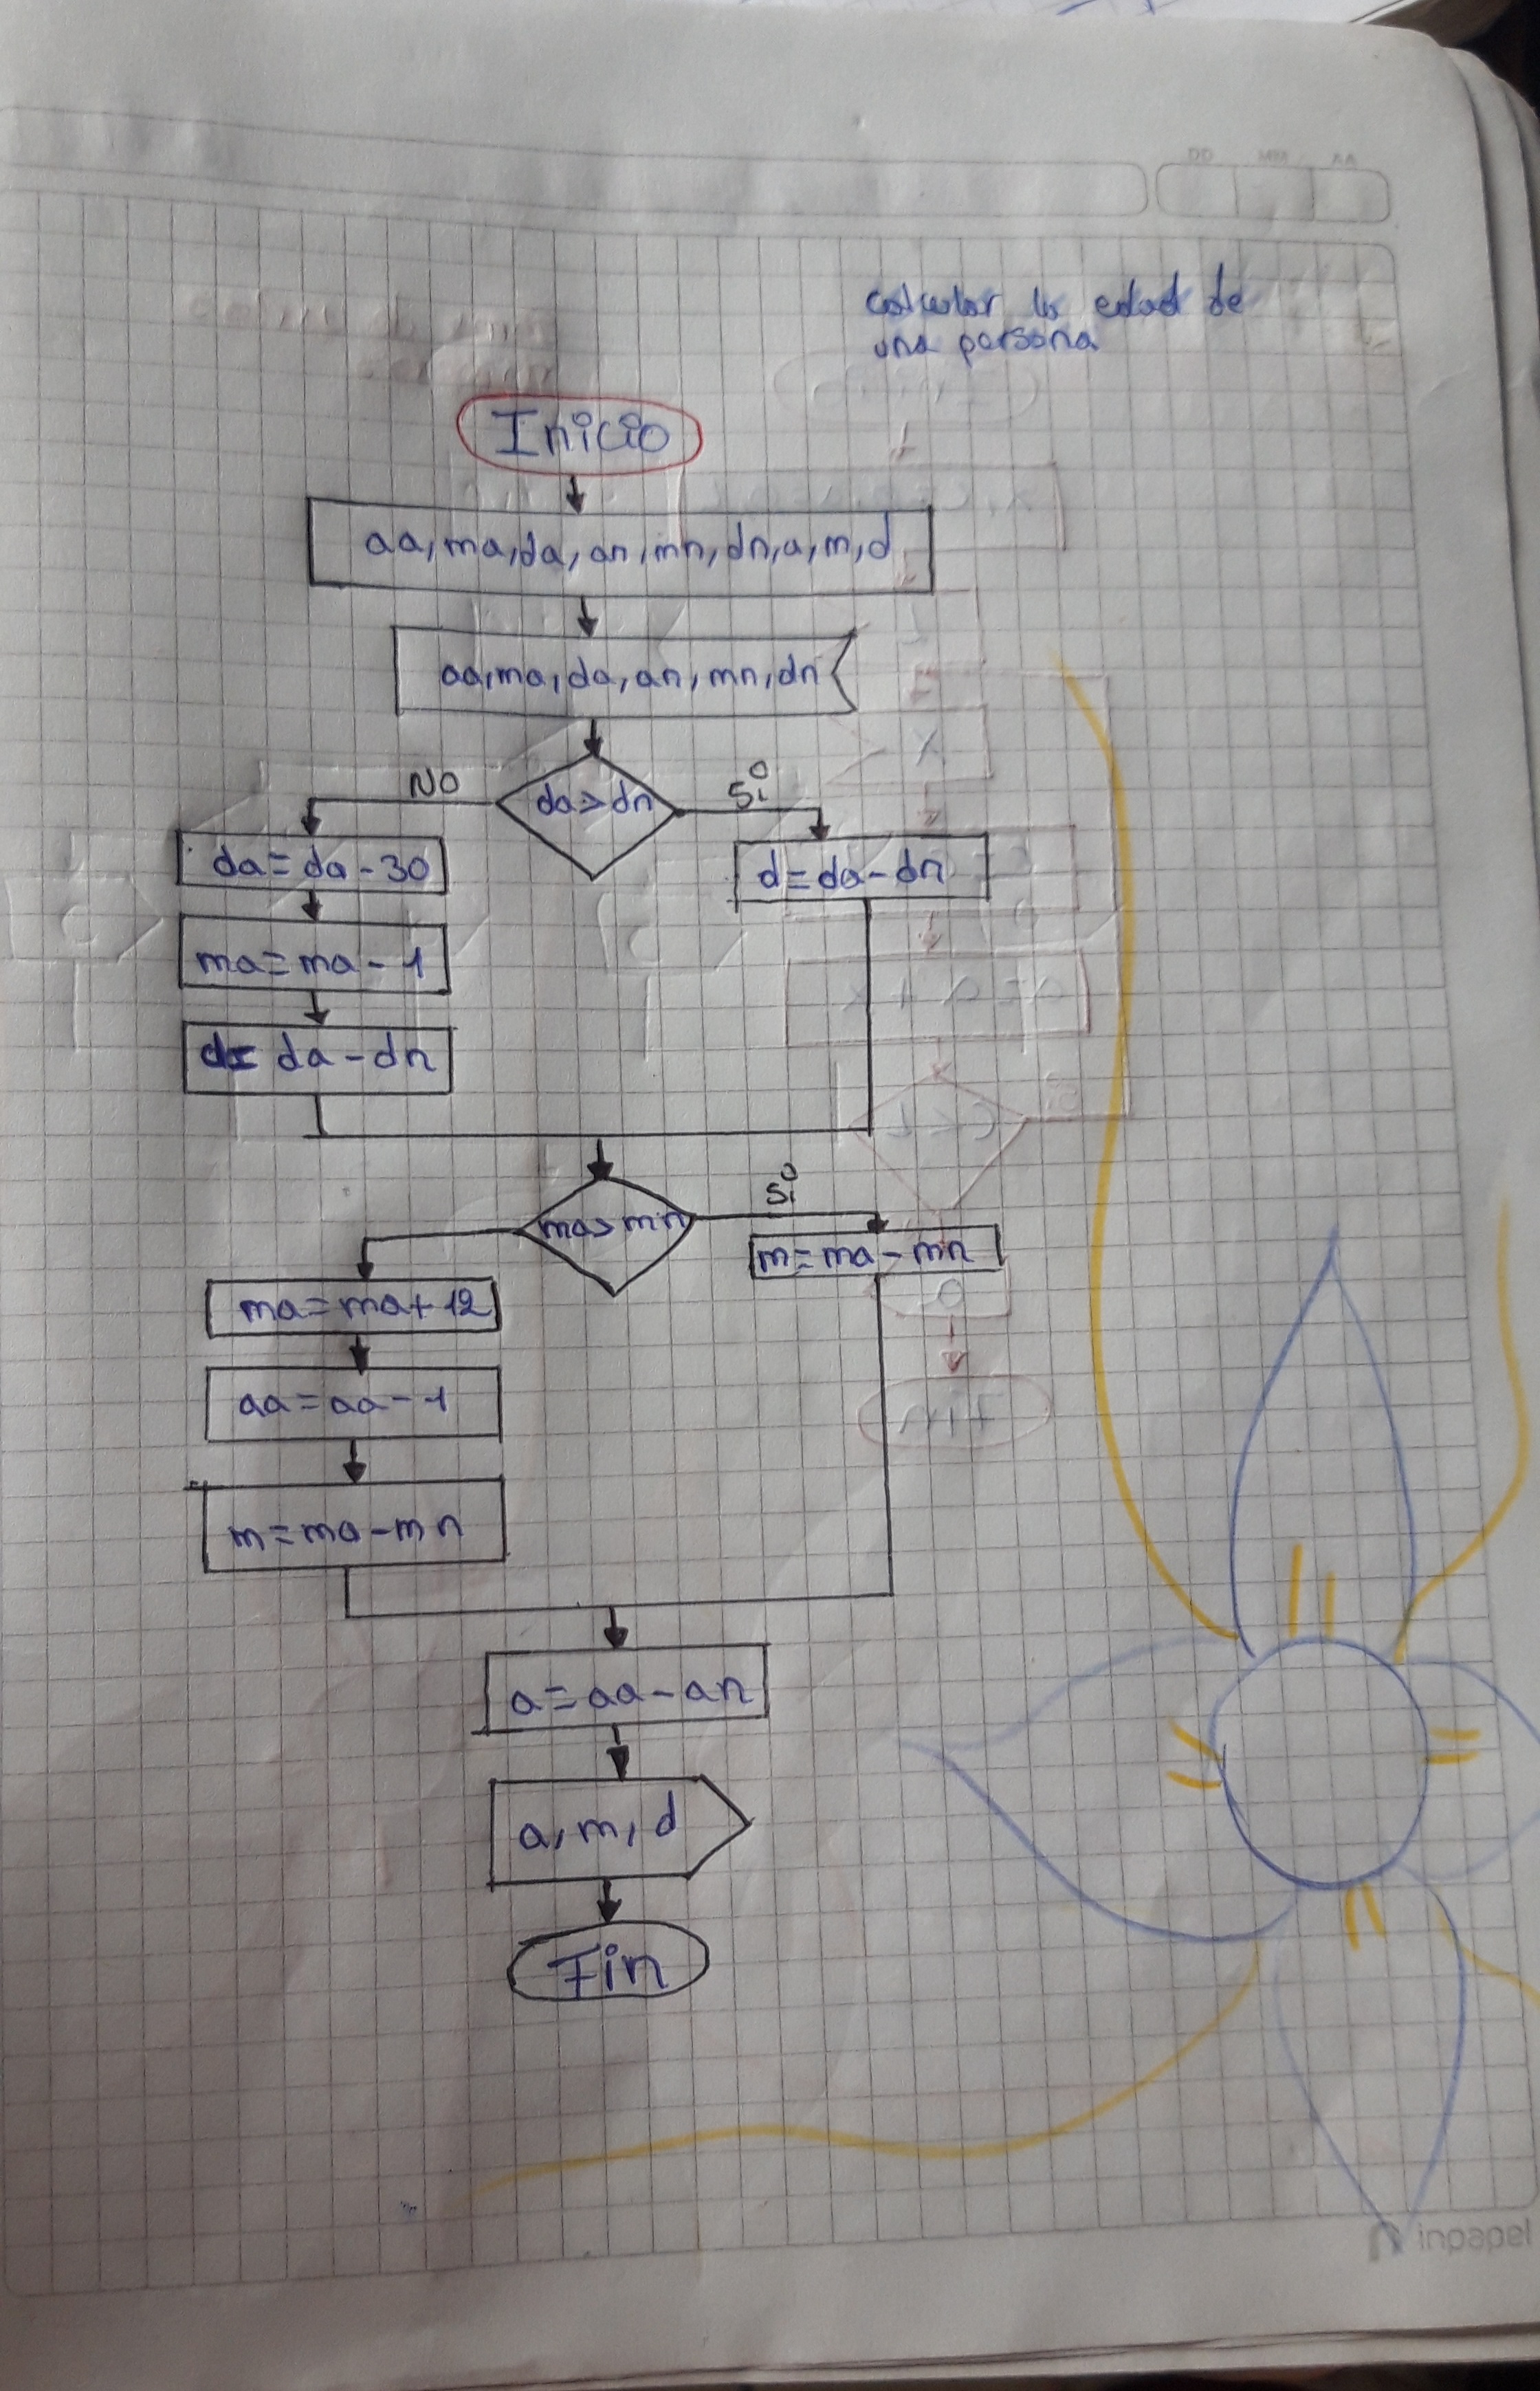 DD MM AA
calcular la edad de
una persona
Inicio
aa, ma, da, an, mn, dn, a, m, d
aa, ma, da, an, mn, dn
NO
da > dn
Si
da = da - 30
d = da - dn
ma = ma - 1
d = da - dn
ma > mn
Si
m = ma - mn
ma = ma + 12
aa = aa - 1
m = ma - mn
a = aa - an
a, m, d
Fin
inpapel